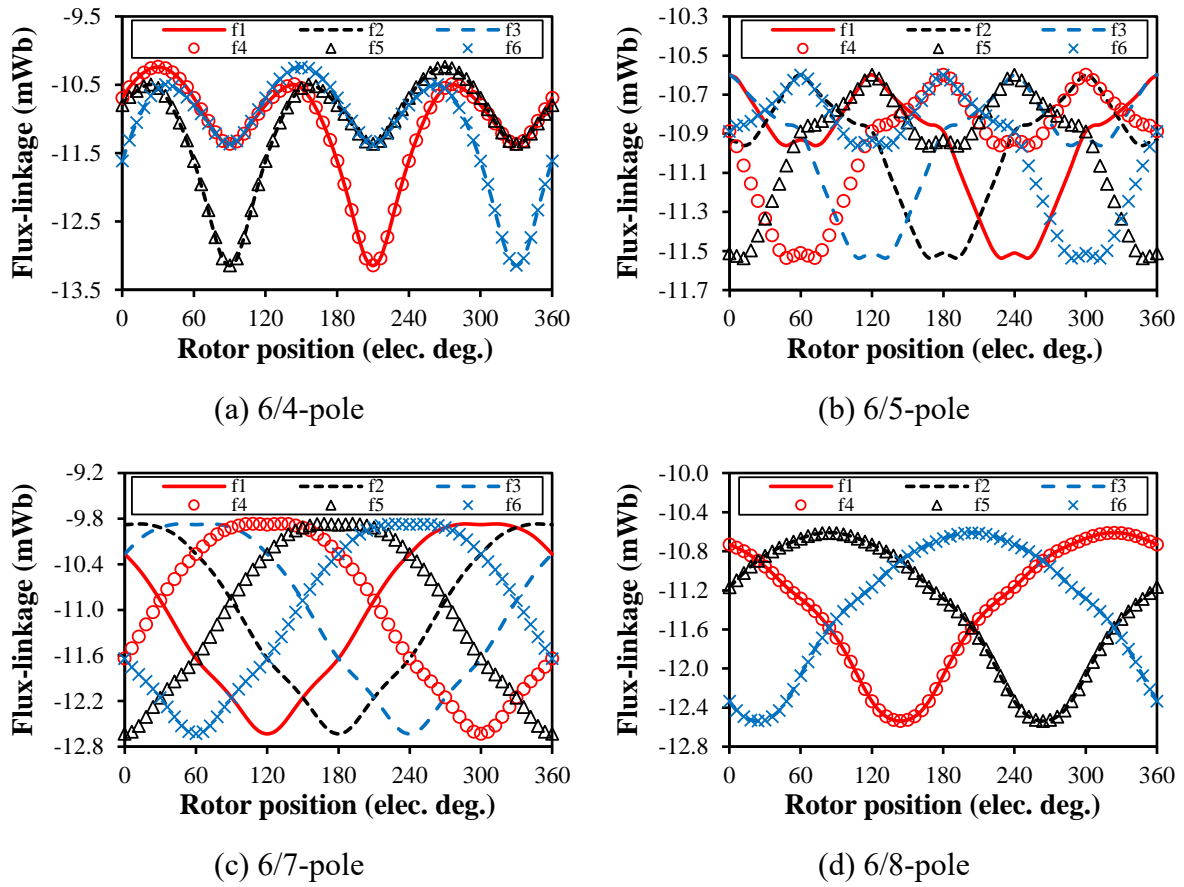 -9.5
-10.5
-11.5
-12.5
-13.5
Flux-linkage (mWb)
f1 f2 f3
f4 f5 f6
0 60 120 180 240 300 360
Rotor position (elec. deg.)
(a) 6/4-pole
-10.3
-10.5
-10.7
-10.9
-11.1
-11.3
-11.5
-11.7
Flux-linkage (mWb)
f1 f2 f3
f4 f5 f6
0 60 120 180 240 300 360
Rotor position (elec. deg.)
(b) 6/5-pole
-9.2
-9.8
-10.4
-11.0
-11.6
-12.2
-12.8
Flux-linkage (mWb)
f1 f2 f3
f4 f5 f6
0 60 120 180 240 300 360
Rotor position (elec. deg.)
(c) 6/7-pole
-10.0
-10.4
-10.8
-11.2
-11.6
-12.0
-12.4
-12.8
Flux-linkage (mWb)
f1 f2 f3
f4 f5 f6
0 60 120 180 240 300 360
Rotor position (elec. deg.)
(d) 6/8-pole